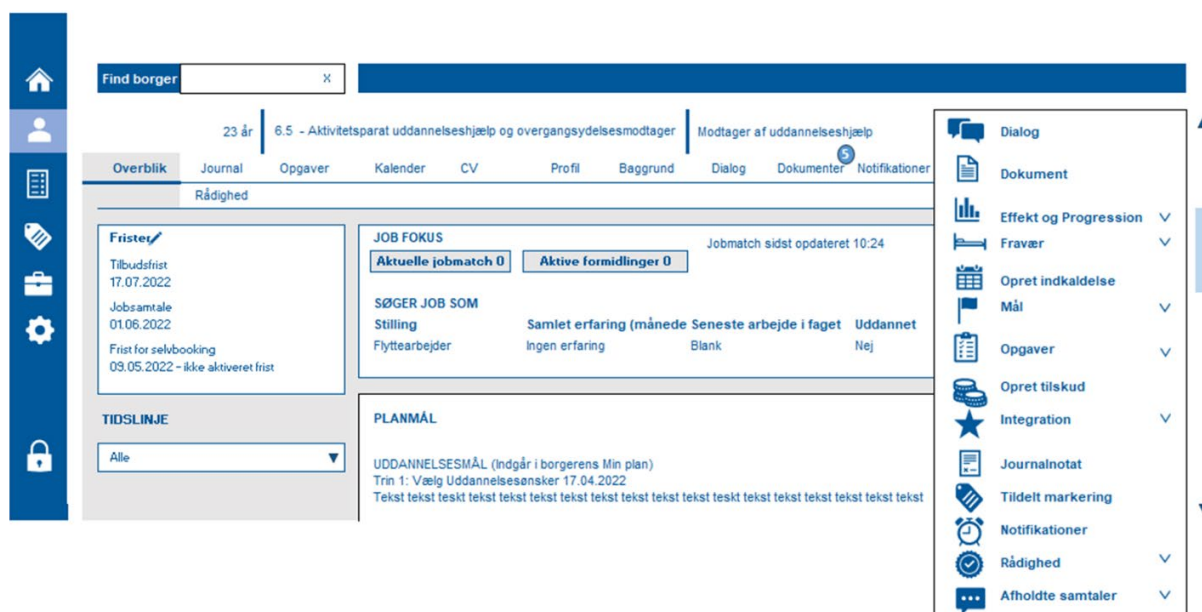 Find borger X
23 år 6.5 - Aktivitetsparat uddannelseshjælp og overgangsydelsesmodtager Modtager af uddannelseshjælp
Overblik Journal Opgaver Kalender CV Profil Baggrund Dialog Dokumenter 5 Notifikationer
Rådighed
Frister
Tilbudsfrist
17.07.2022
Jobsamtale
01.06.2022
Frist for selvbooking
09.05.2022 - ikke aktiveret frist
TIDSLINJE
Alle
JOB FOKUS
Jobmatch sidst opdateret 10:24
Aktuelle jobmatch 0 Aktive formidlinger 0
SØGER JOB SOM
Stilling Samlet erfaring (månede Seneste arbejde i faget Uddannet
Flyttearbejder Ingen erfaring Blank Nej
PLANMÅL
UDDANNELSESMÅL (Indgår i borgerens Min plan)
Trin 1: Vælg Uddannelsesønsker 17.04.2022
Tekst tekst teskt tekst tekst tekst tekst tekst tekst tekst teskt tekst tekst tekst tekst tekst tekst
Dialog
Dokument
Effekt og Progression
Fravær
Opret indkaldelse
Mål
Opgaver
Opret tilskud
Integration
Journalnotat
Tildelt markering
Notifikationer
Rådighed
Afholdte samtaler